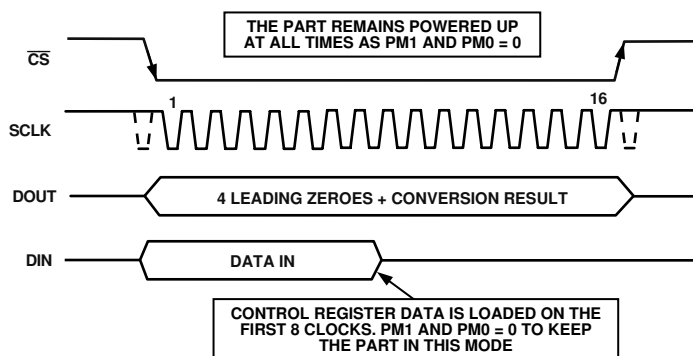 THE PART REMAINS POWERED UP
AT ALL TIMES AS PM1 AND PM0 = 0
CS
1
16
SCLK
DOUT
4 LEADING ZEROES + CONVERSION RESULT
DIN
DATA IN
CONTROL REGISTER DATA IS LOADED ON THE
FIRST 8 CLOCKS. PM1 AND PM0 = 0 TO KEEP
THE PART IN THIS MODE